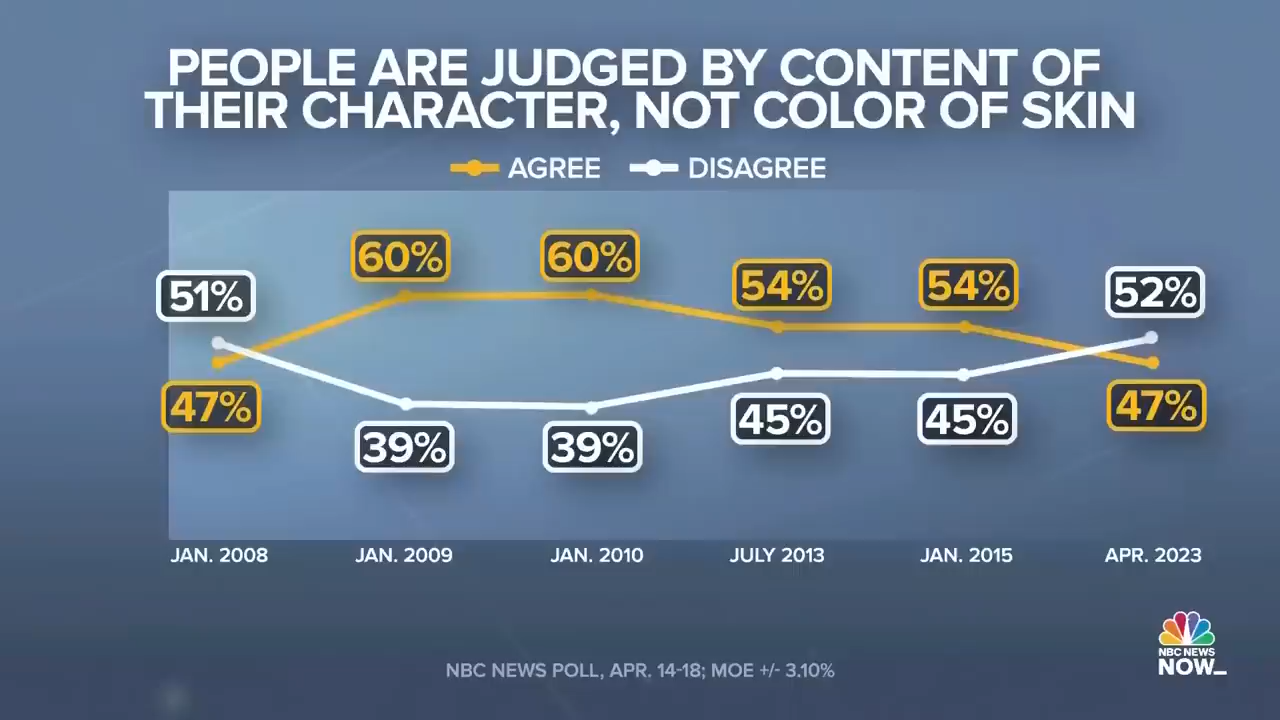 PEOPLE ARE JUDGED BY CONTENT OF
THEIR CHARACTER, NOT COLOR OF SKIN
AGREE DISAGREE
60% 60% 54% 54%
51% 52%
47% 47%
39% 39% 45% 45%
JAN. 2008 JAN. 2009 JAN. 2010 JULY 2013 JAN. 2015 APR. 2023
NBC NEWS POLL, APR. 14-18; MOE +/- 3.10%
NBC NEWS
NOW_